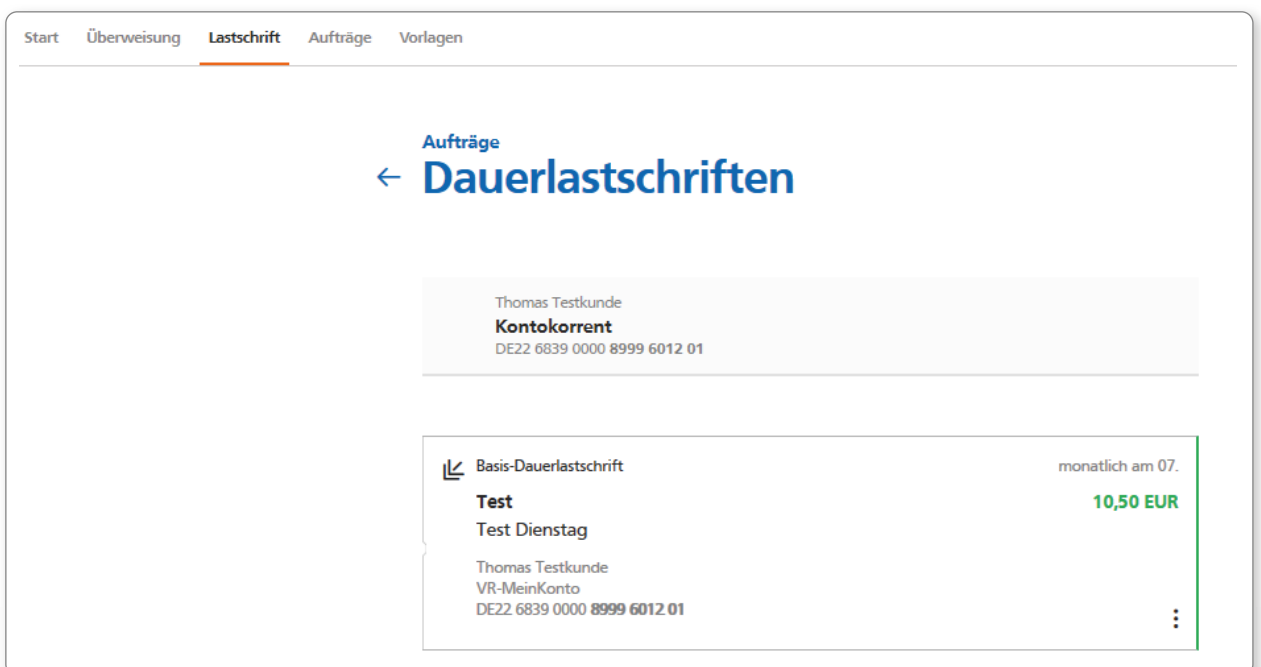 Start Überweisung Lastschrift Aufträge Vorlagen
Aufträge
← Dauerlastschriften
Thomas Testkunde
Kontokorrent
DE22 6839 0000 8999 6012 01
Basis-Dauerlastschrift monatlich am 07.
Test 10,50 EUR
Test Dienstag
Thomas Testkunde
VR-MeinKonto
DE22 6839 0000 8999 6012 01